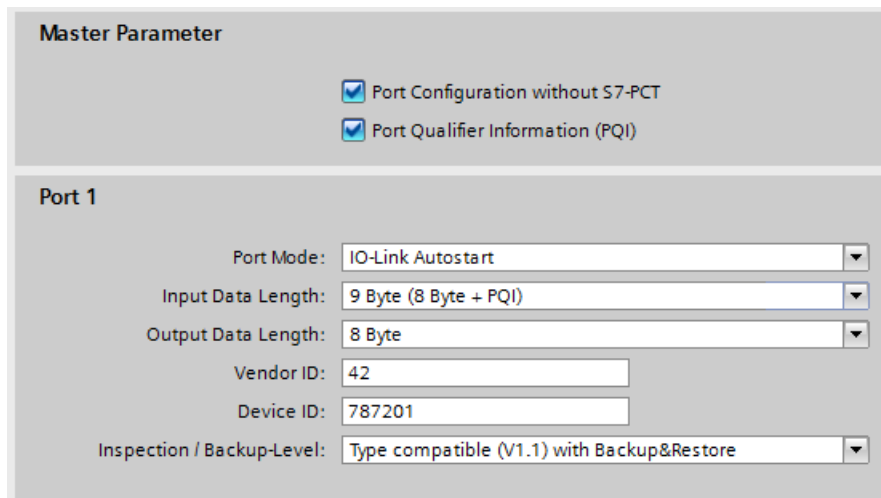 Master Parameter
Port Configuration without S7-PCT
Port Qualifier Information (PQI)
Port 1
Port Mode: IO-Link Autostart
Input Data Length: 9 Byte (8 Byte + PQI)
Output Data Length: 8 Byte
Vendor ID: 42
Device ID: 787201
Inspection / Backup-Level: Type compatible (V1.1) with Backup&Restore